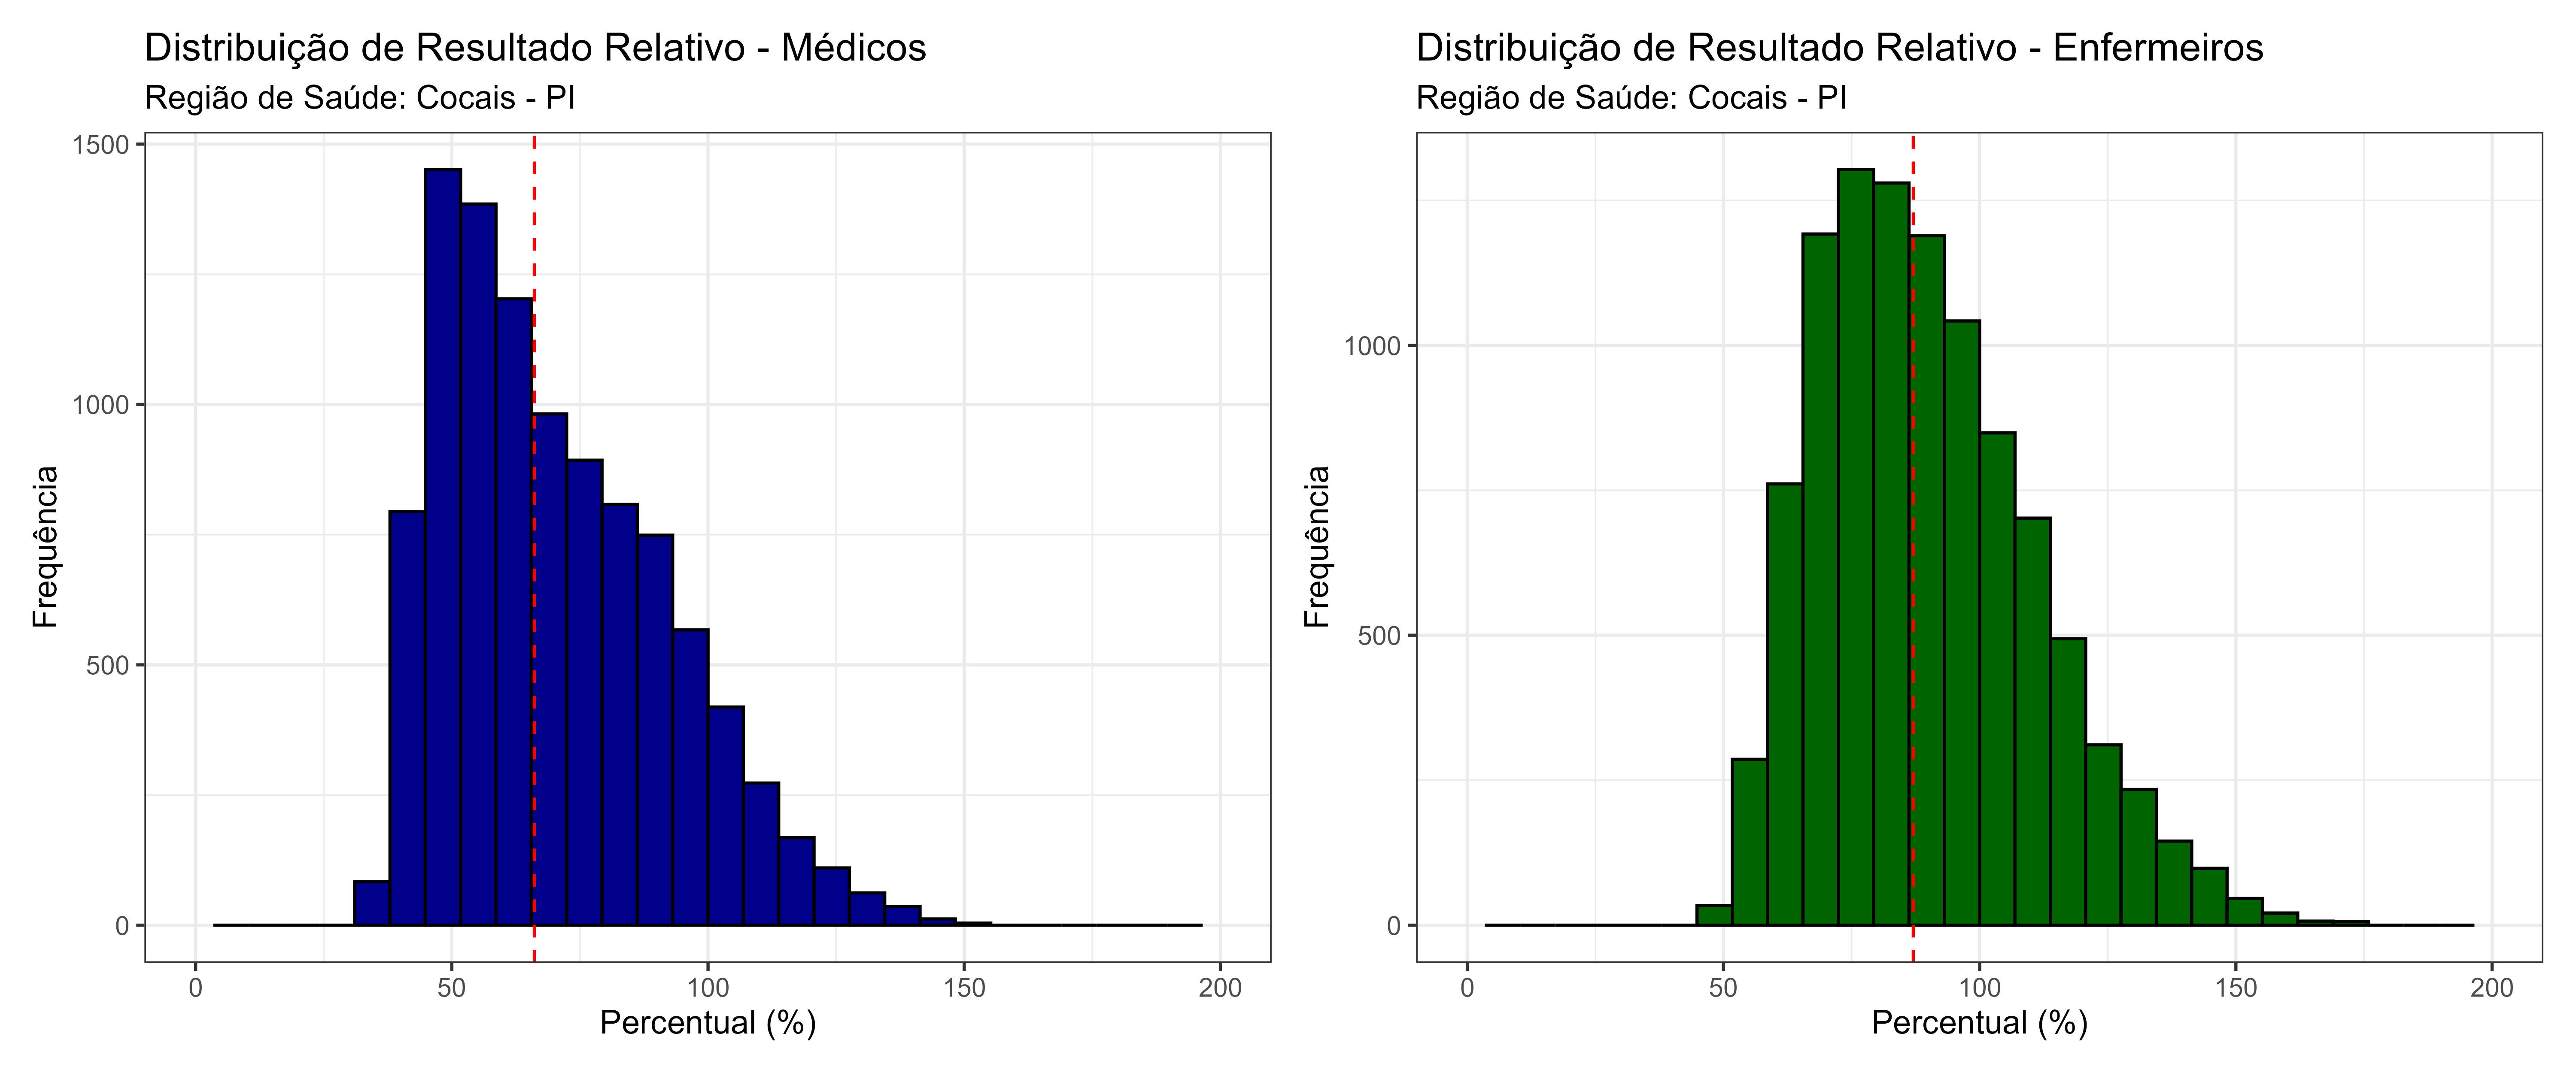 Distribuição de Resultado Relativo - Médicos
Região de Saúde: Cocais - PI
1500
1000
500
0
Frequência
0 50 100 150 200
Percentual (%)
Distribuição de Resultado Relativo - Enfermeiros
Região de Saúde: Cocais - PI
1000
500
0
Frequência
0 50 100 150 200
Percentual (%)